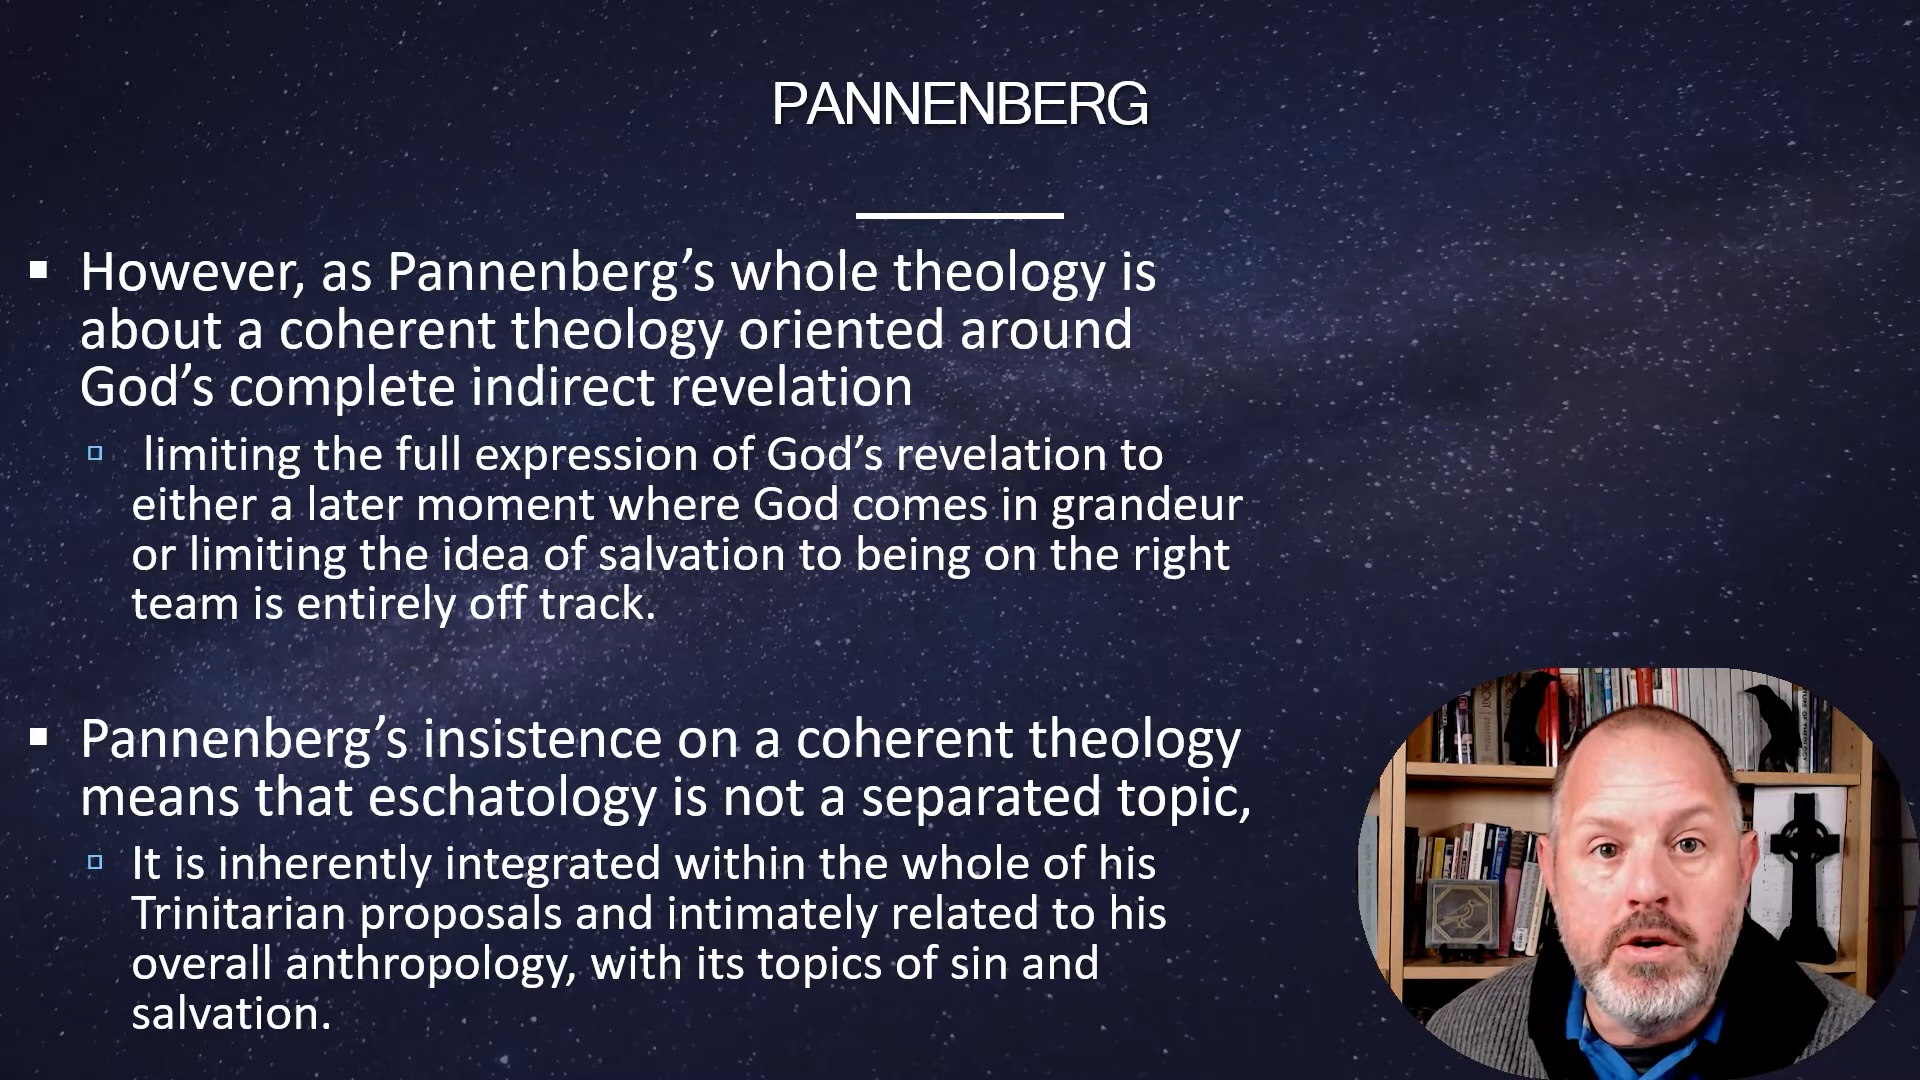 PANNENBERG
However, as Pannenberg’s whole theology is
about a coherent theology oriented around
God’s complete indirect revelation
limiting the full expression of God’s revelation to
either a later moment where God comes in grandeur
or limiting the idea of salvation to being on the right
team is entirely off track.
Pannenberg’s insistence on a coherent theology
means that eschatology is not a separated topic,
It is inherently integrated within the whole of his
Trinitarian proposals and intimately related to his
overall anthropology, with its topics of sin and
salvation.